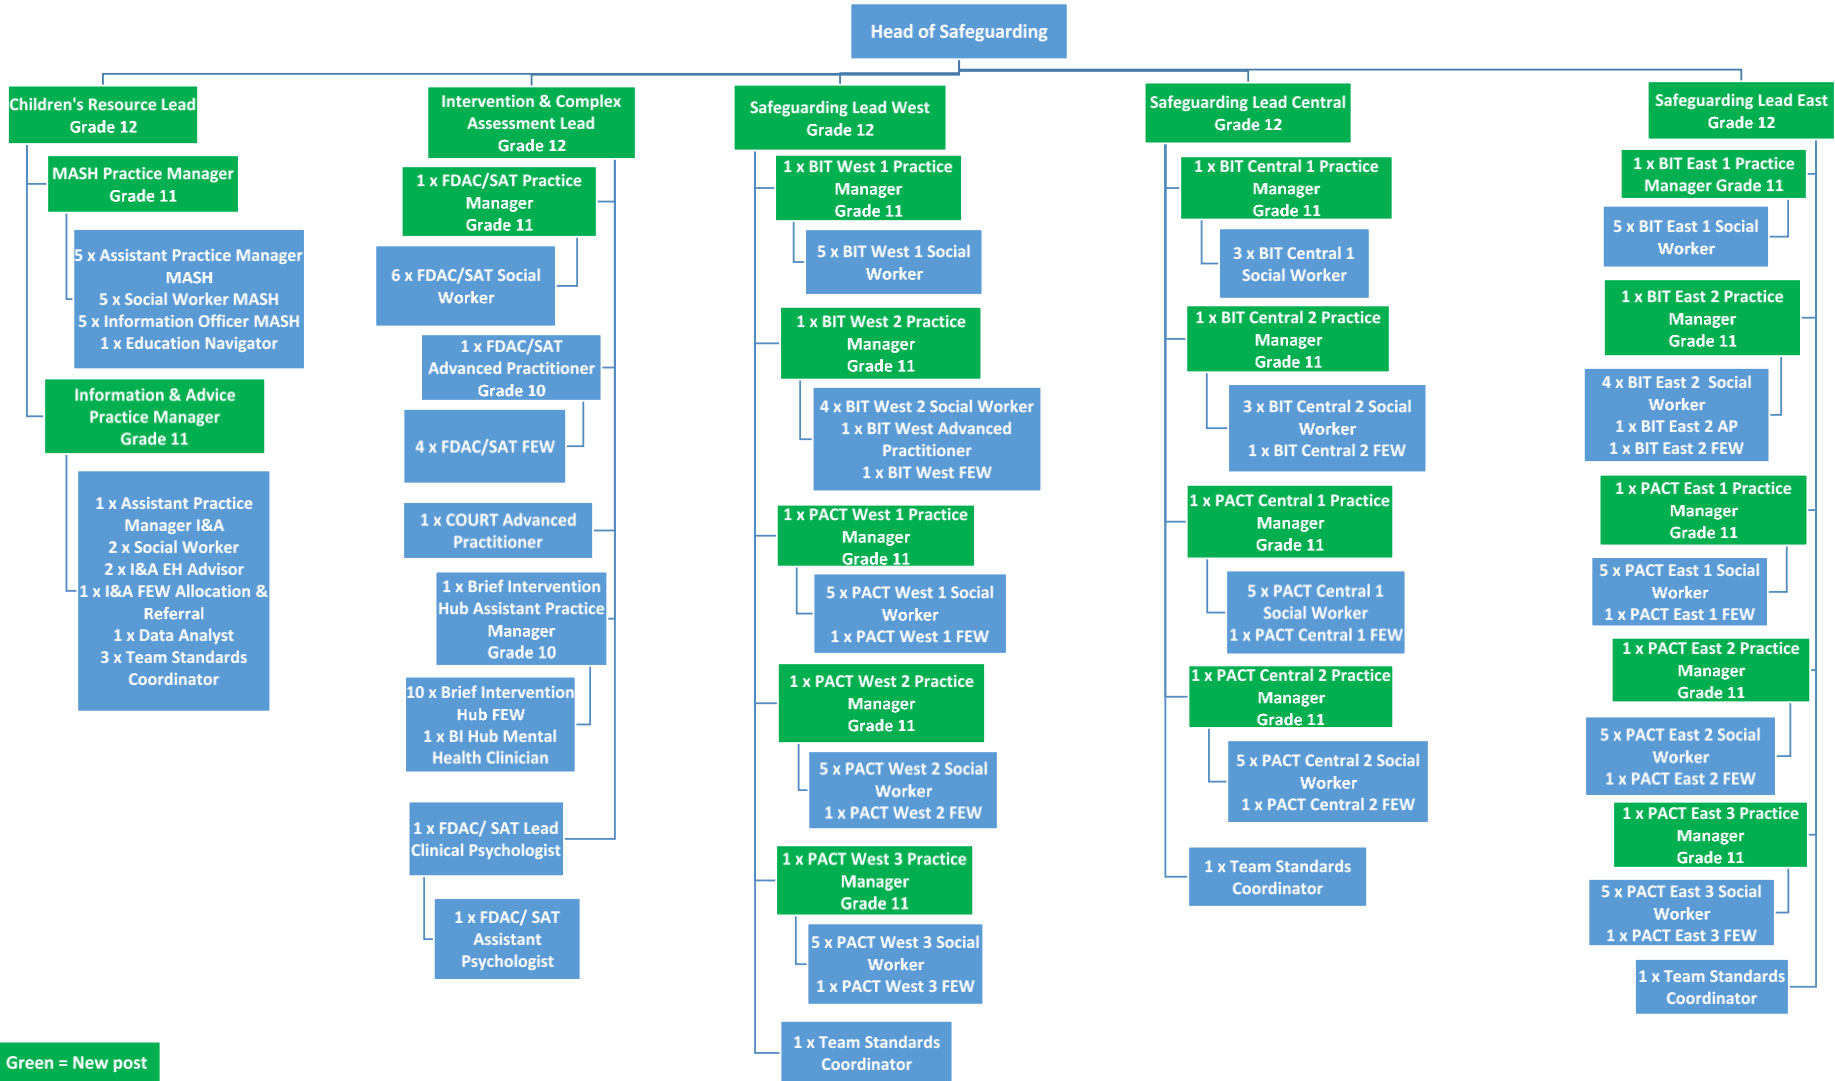 Head of Safeguarding
Children's Resource Lead
Grade 12
MASH Practice Manager
Grade 11
5 x Assistant Practice Manager
MASH
5 x Social Worker MASH
5 x Information Officer MASH
1 x Education Navigator
Information & Advice
Practice Manager
Grade 11
1 x Assistant Practice
Manager I&A
2 x Social Worker
2 x I&A EH Advisor
1 x I&A FEW Allocation &
Referral
1 x Data Analyst
3 x Team Standards
Coordinator
Intervention & Complex
Assessment Lead
Grade 12
1 x FDAC/SAT Practice
Manager
Grade 11
6 x FDAC/SAT Social
Worker
1 x FDAC/SAT
Advanced Practitioner
Grade 10
4 x FDAC/SAT FEW
1 x COURT Advanced
Practitioner
1 x Brief Intervention
Hub Assistant Practice
Manager
Grade 10
10 x Brief Intervention
Hub FEW
1 x BI Hub Mental
Health Clinician
1 x FDAC/ SAT Lead
Clinical Psychologist
1 x FDAC/ SAT
Assistant
Psychologist
Safeguarding Lead West
Grade 12
1 x BIT West 1 Practice
Manager
Grade 11
5 x BIT West 1 Social
Worker
1 x BIT West 2 Practice
Manager
Grade 11
4 x BIT West 2 Social Worker
1 x BIT West Advanced
Practitioner
1 x BIT West FEW
1 x PACT West 1 Practice
Manager
Grade 11
5 x PACT West 1 Social
Worker
1 x PACT West 1 FEW
1 x PACT West 2 Practice
Manager
Grade 11
5 x PACT West 2 Social
Worker
1 x PACT West 2 FEW
1 x PACT West 3 Practice
Manager
Grade 11
5 x PACT West 3 Social
Worker
1 x PACT West 3 FEW
1 x Team Standards
Coordinator
Safeguarding Lead Central
Grade 12
1 x BIT Central 1 Practice
Manager
Grade 11
3 x BIT Central 1
Social Worker
1 x BIT Central 2 Practice
Manager
Grade 11
3 x BIT Central 2 Social
Worker
1 x BIT Central 2 FEW
1 x PACT Central 1 Practice
Manager
Grade 11
5 x PACT Central 1
Social Worker
1 x PACT Central 1 FEW
1 x PACT Central 2 Practice
Manager
Grade 11
5 x PACT Central 2 Social
Worker
1 x PACT Central 2 FEW
1 x Team Standards
Coordinator
Safeguarding Lead East
Grade 12
1 x BIT East 1 Practice
Manager Grade 11
5 x BIT East 1 Social
Worker
1 x BIT East 2 Practice
Manager
Grade 11
4 x BIT East 2 Social
Worker
1 x BIT East 2 AP
1 x BIT East 2 FEW
1 x PACT East 1 Practice
Manager
Grade 11
5 x PACT East 1 Social
Worker
1 x PACT East 1 FEW
1 x PACT East 2 Practice
Manager
Grade 11
5 x PACT East 2 Social
Worker
1 x PACT East 2 FEW
1 x PACT East 3 Practice
Manager
Grade 11
5 x PACT East 3 Social
Worker
1 x PACT East 3 FEW
1 x Team Standards
Coordinator
Green = New post